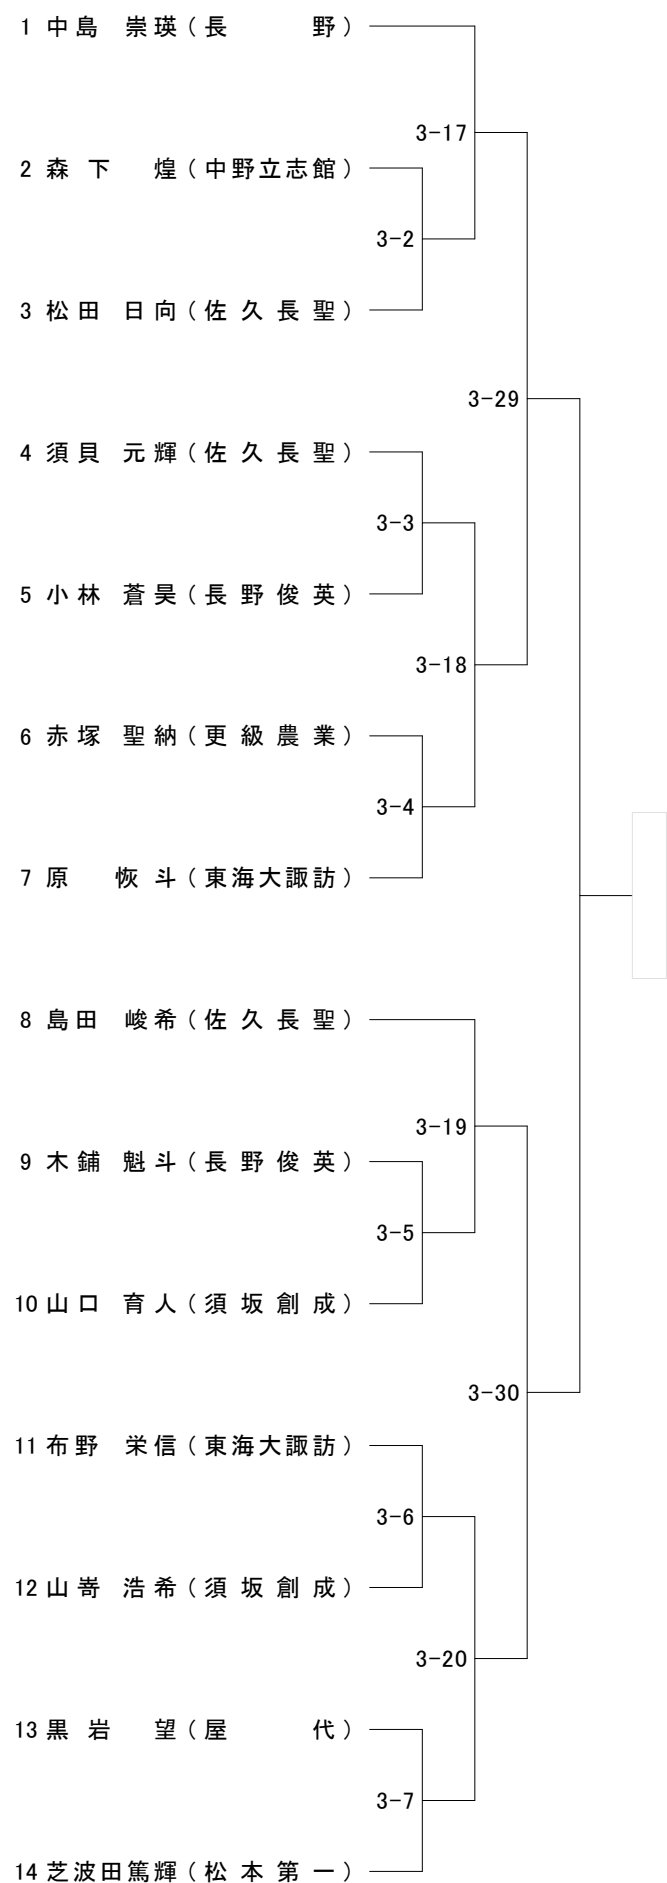 1 中島 崇瑛(長 野)
3-17
2 森下 煌(中野立志館)
3-2
3 松田 日向(佐久長聖)
3-29
4 須貝 元輝(佐久長聖)
3-3
5 小林 蒼昊(長野俊英)
3-18
6 赤塚 聖納(更級農業)
3-4
7 原 恢斗(東海大諏訪)
8 島田 峻希(佐久長聖)
3-19
9 木鋪 魁斗(長野俊英)
3-5
10 山口 育人(須坂創成)
3-30
11 布野 栄信(東海大諏訪)
3-6
12 山嵜 浩希(須坂創成)
3-20
13 黒岩 望(屋 代)
3-7
14 芝波田篤輝(松本第一)